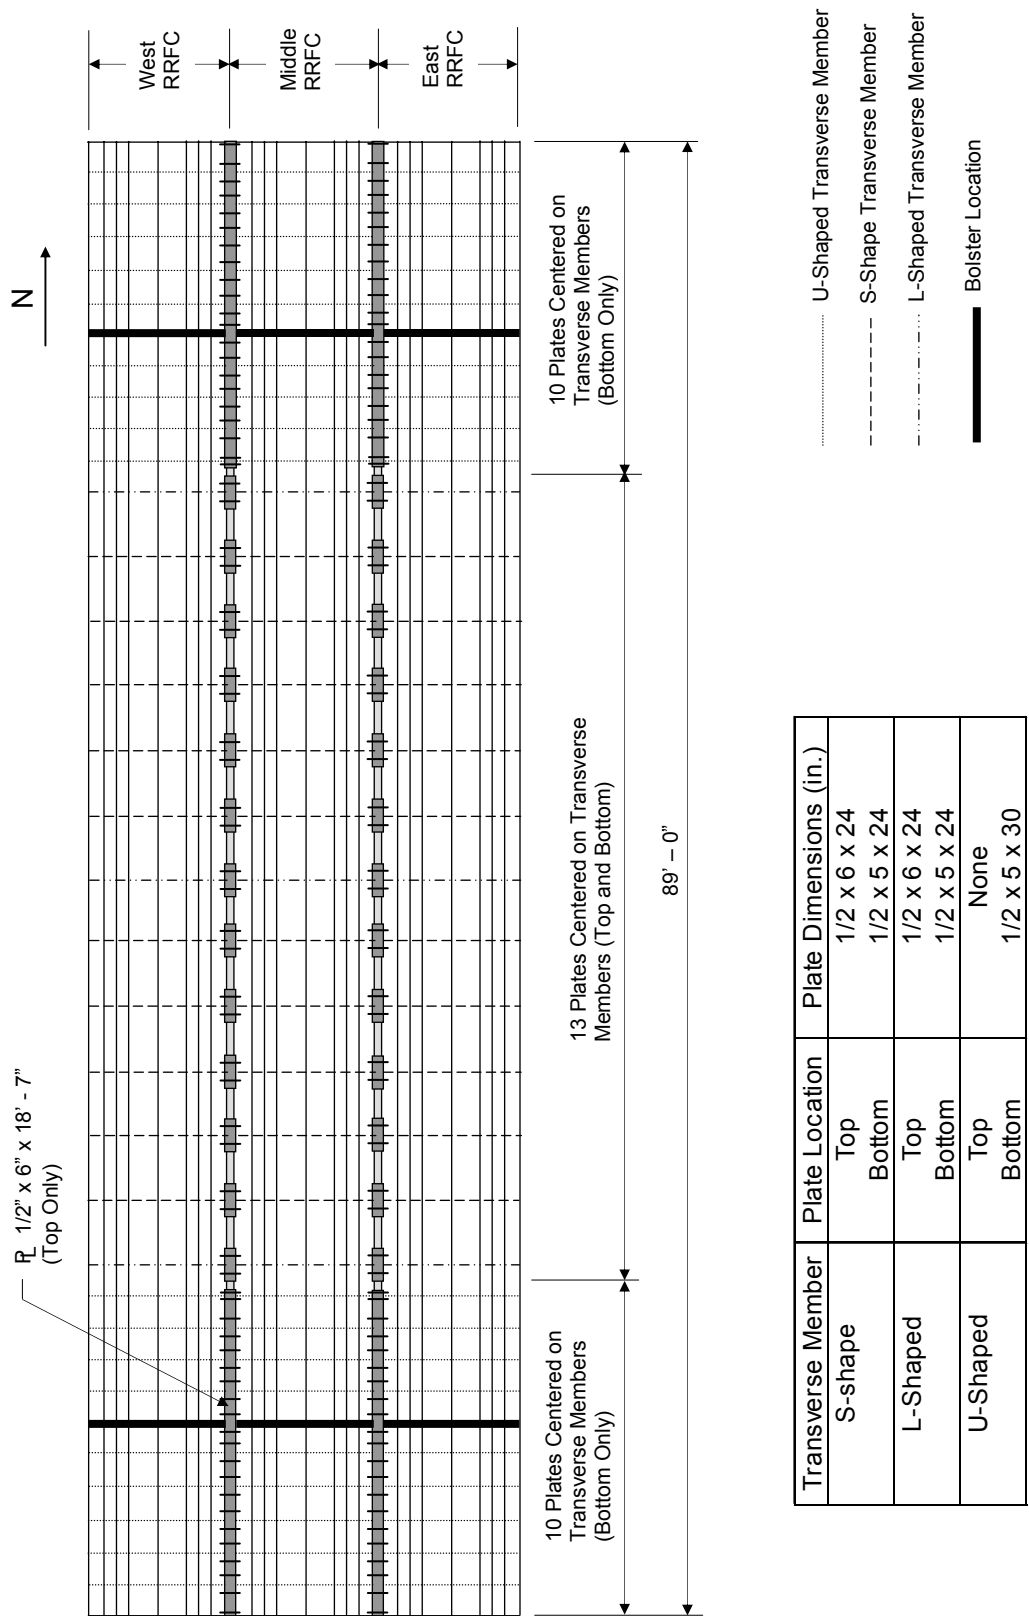 N
West
RRFC
Middle
RRFC
East
RRFC
PL 1/2” x 6” x 18’ - 7”
(Top Only)
10 Plates Centered on
Transverse Members
(Bottom Only)
13 Plates Centered on Transverse
Members (Top and Bottom)
10 Plates Centered on
Transverse Members
(Bottom Only)
89’ – 0”
U-Shaped Transverse Member
S-Shape Transverse Member
L-Shaped Transverse Member
Bolster Location
Transverse Member Plate Location Plate Dimensions (in.)
S-shape Top 1/2 x 6 x 24
Bottom 1/2 x 5 x 24
L-Shaped Top 1/2 x 6 x 24
Bottom 1/2 x 5 x 24
U-Shaped Top None
Bottom 1/2 x 5 x 30